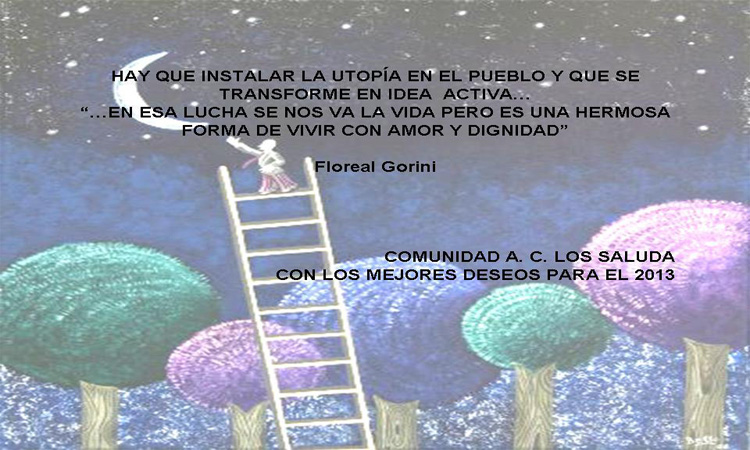 HAY QUE INSTALAR LA UTOPÍA EN EL PUEBLO Y QUE SE
TRANSFORME EN IDEA  ACTIVA...
“...EN ESA LUCHA SE NOS VA LA VIDA PERO ES UNA HERMOSA
FORMA DE VIVIR CON AMOR Y DIGNIDAD”
Floreal Gorini
COMUNIDAD A. C. LOS SALUDA
CON LOS MEJORES DESEOS PARA EL 2013